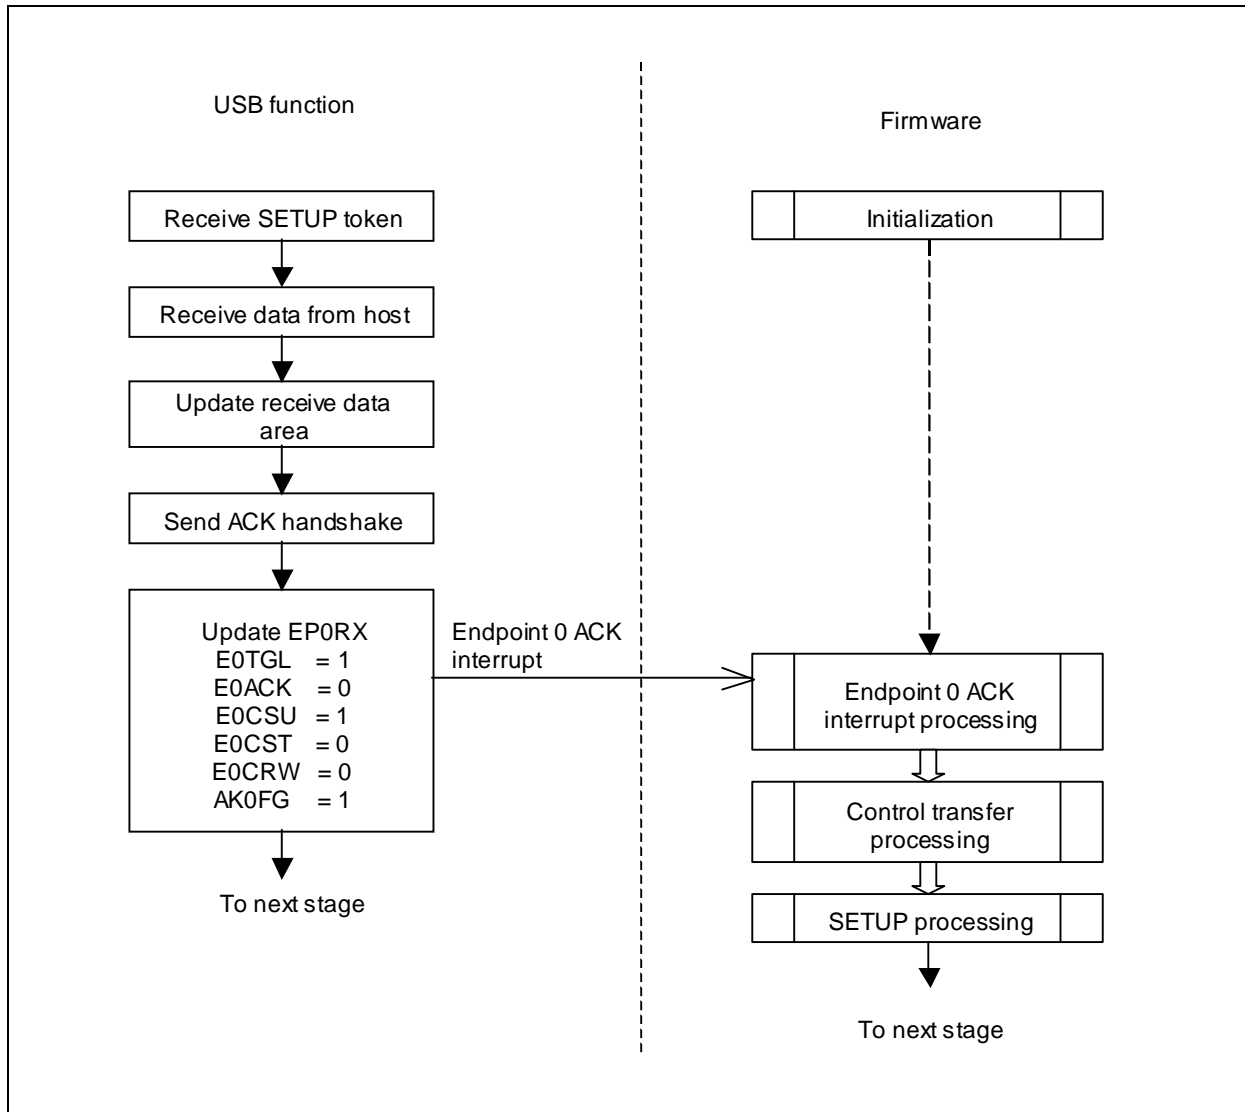 USB function
Receive SETUP token
Receive data from host
Update receive data
area
Send ACK handshake
Update EP0RX
E0TGL = 1
E0ACK = 0
E0CSU = 1
E0CST = 0
E0CRW = 0
AK0FG = 1
To next stage
Endpoint 0 ACK
interrupt
Firmware
Initialization
Endpoint 0 ACK
interrupt processing
Control transfer
processing
SETUP processing
To next stage